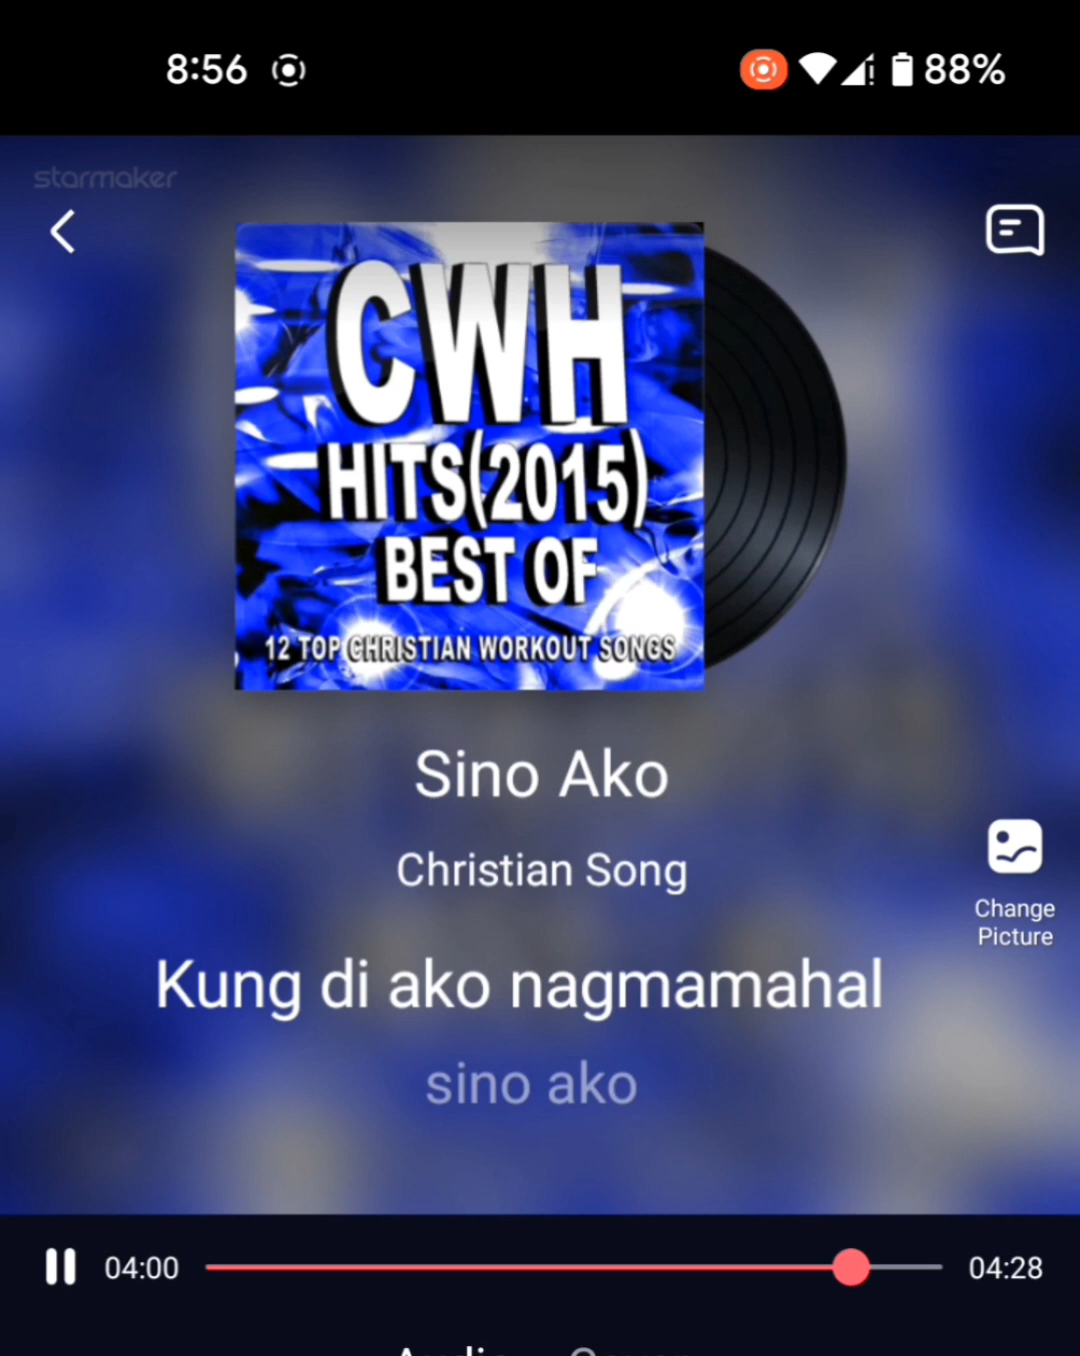 8:56
88%
starmaker
CWH
HITS(2015)
BEST OF
12 TOP CHRISTIAN WORKOUT SONGS
Sino Ako
Christian Song
Change
Picture
Kung di ako nagmamahal
sino ako
04:00
04:28